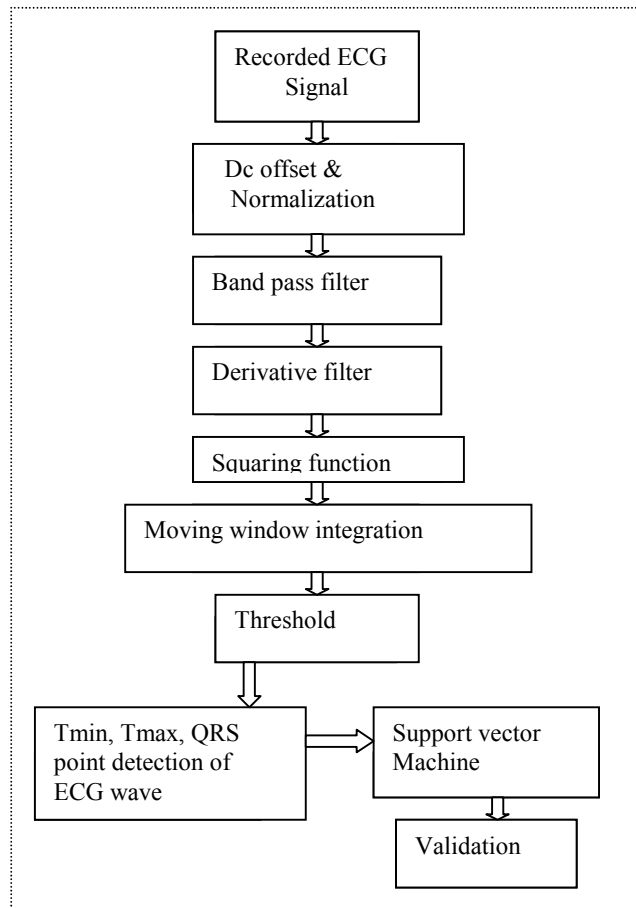 Recorded ECG
Signal
Dc offset &
Normalization
Band pass filter
Derivative filter
Squaring function
Moving window integration
Threshold
Tmin, Tmax, QRS
point detection of
ECG wave
Support vector
Machine
Validation